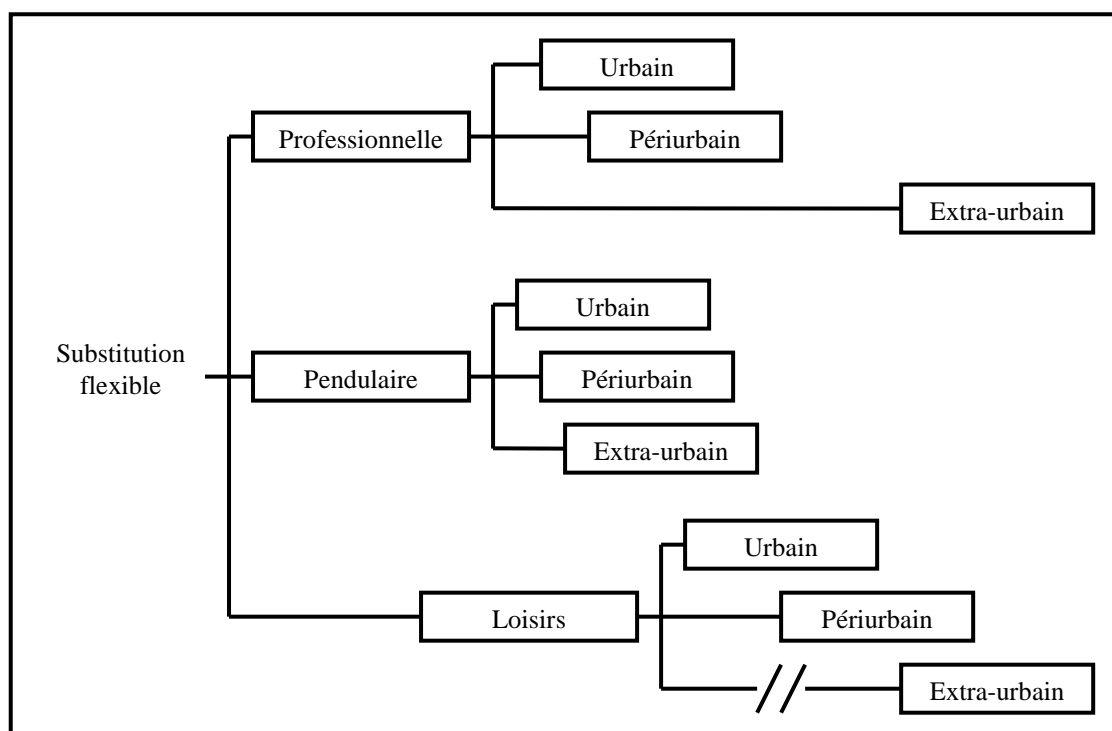 Urbain
Professionnelle
Périurbain
Extra-urbain
Substitution
flexible
Urbain
Pendulaire
Périurbain
Extra-urbain
Urbain
Loisirs
Périurbain
Extra-urbain